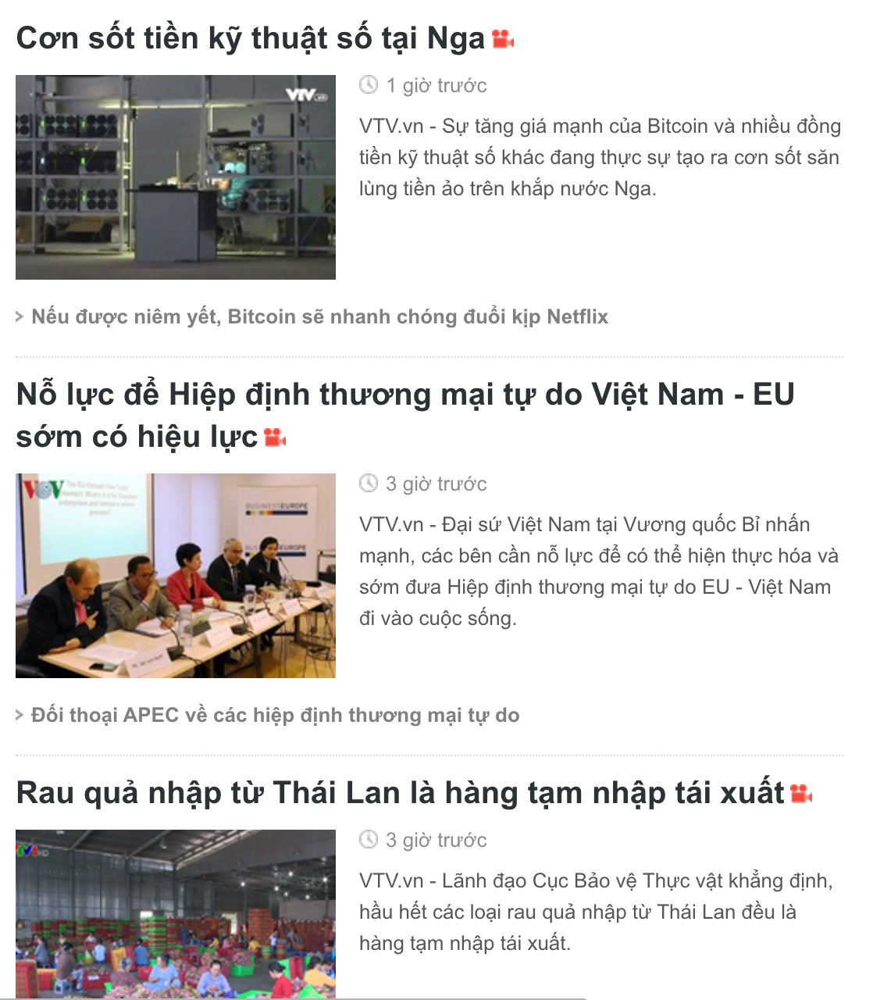 Cơn sốt tiền kỹ thuật số tại Nga
VTV.vn
1 giờ trước
VTV.vn - Sự tăng giá mạnh của Bitcoin và nhiều đồng
tiền kỹ thuật số khác đang thực sự tạo ra cơn sốt săn
lùng tiền ảo trên khắp nước Nga.
Nếu được niêm yết, Bitcoin sẽ nhanh chóng đuổi kịp Netflix
Nỗ lực để Hiệp định thương mại tự do Việt Nam - EU
sớm có hiệu lực
VOV
The EU-Vietnam Free Trade
BUSINESSEUROPE
BUSINESSEUROPE
3 giờ trước
VTV.vn - Đại sứ Việt Nam tại Vương quốc Bỉ nhấn
mạnh, các bên cần nỗ lực để có thể hiện thực hóa và
sớm đưa Hiệp định thương mại tự do EU - Việt Nam
đi vào cuộc sống.
Đối thoại APEC về các hiệp định thương mại tự do
Rau quả nhập từ Thái Lan là hàng tạm nhập tái xuất
3 giờ trước
VTV.vn - Lãnh đạo Cục Bảo vệ Thực vật khẳng định,
hầu hết các loại rau quả nhập từ Thái Lan đều là
hàng tạm nhập tái xuất.